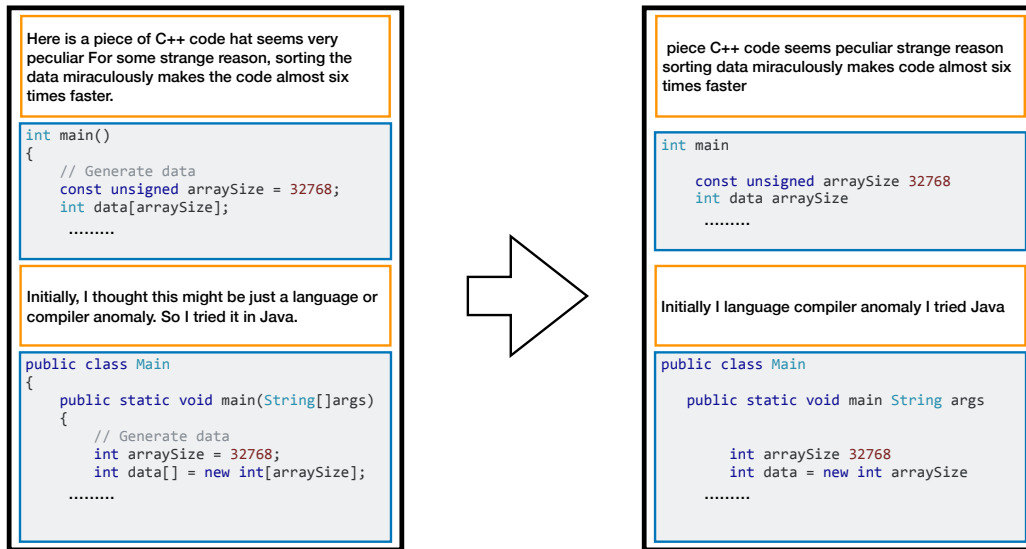 Here is a piece of C++ code hat seems very
peculiar For some strange reason, sorting the
data miraculously makes the code almost six
times faster.
int main()
{
    // Generate data
    const unsigned arraySize = 32768;
    int data[arraySize];
    .........
Initially, I thought this might be just a language or
compiler anomaly. So I tried it in Java.
public class Main
{
    public static void main(String[]args)
    {
        // Generate data
        int arraySize = 32768;
        int data[] = new int[arraySize];
    .........
piece C++ code seems peculiar strange reason
sorting data miraculously makes code almost six
times faster
int main
    const unsigned arraySize 32768
    int data arraySize
    .........
Initially I language compiler anomaly I tried Java
public class Main
   public static void main String args
        int arraySize 32768
        int data = new int arraySize
    .........